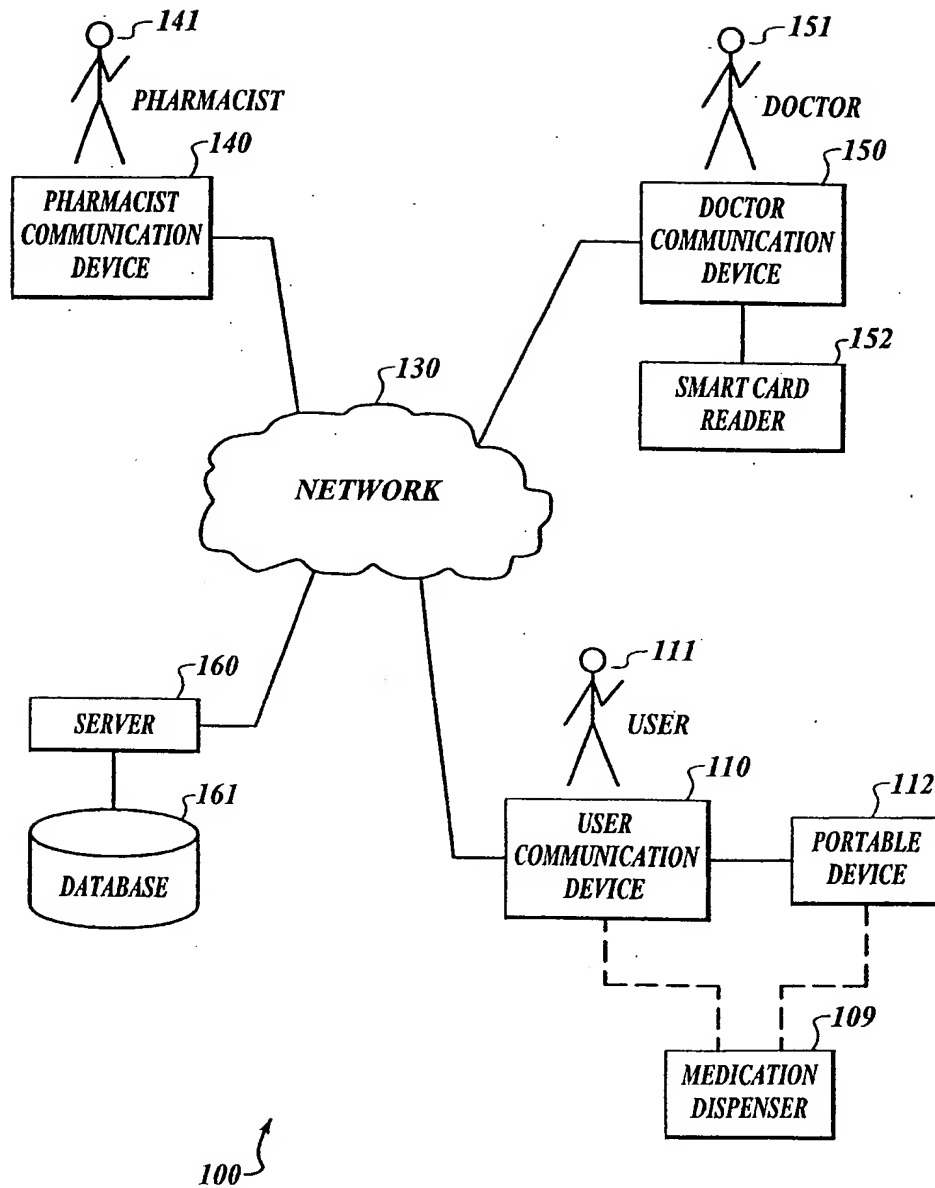 141
PHARMACIST
140
PHARMACIST
COMMUNICATION
DEVICE
151
DOCTOR
150
DOCTOR
COMMUNICATION
DEVICE
152
SMART CARD
READER
130
NETWORK
160
SERVER
161
DATABASE
111
USER
110
USER
COMMUNICATION
DEVICE
112
PORTABLE
DEVICE
109
MEDICATION
DISPENSER
100